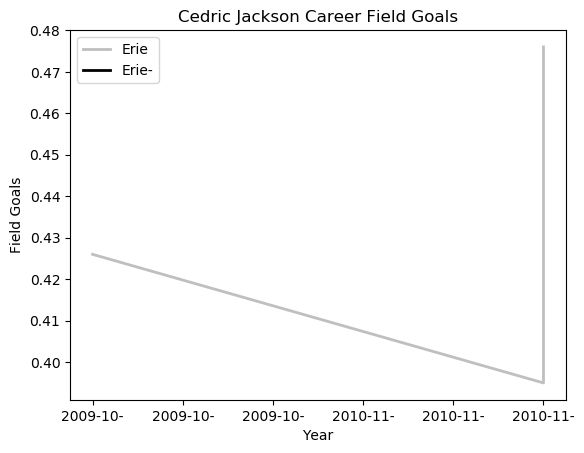 Cedric Jackson Career Field Goals
0.48
0.47
0.46
0.45
0.44
0.43
0.42
0.41
0.40
Field Goals
Erie
Erie-
2009-10- 2009-10- 2009-10- 2010-11- 2010-11- 2010-11-
Year